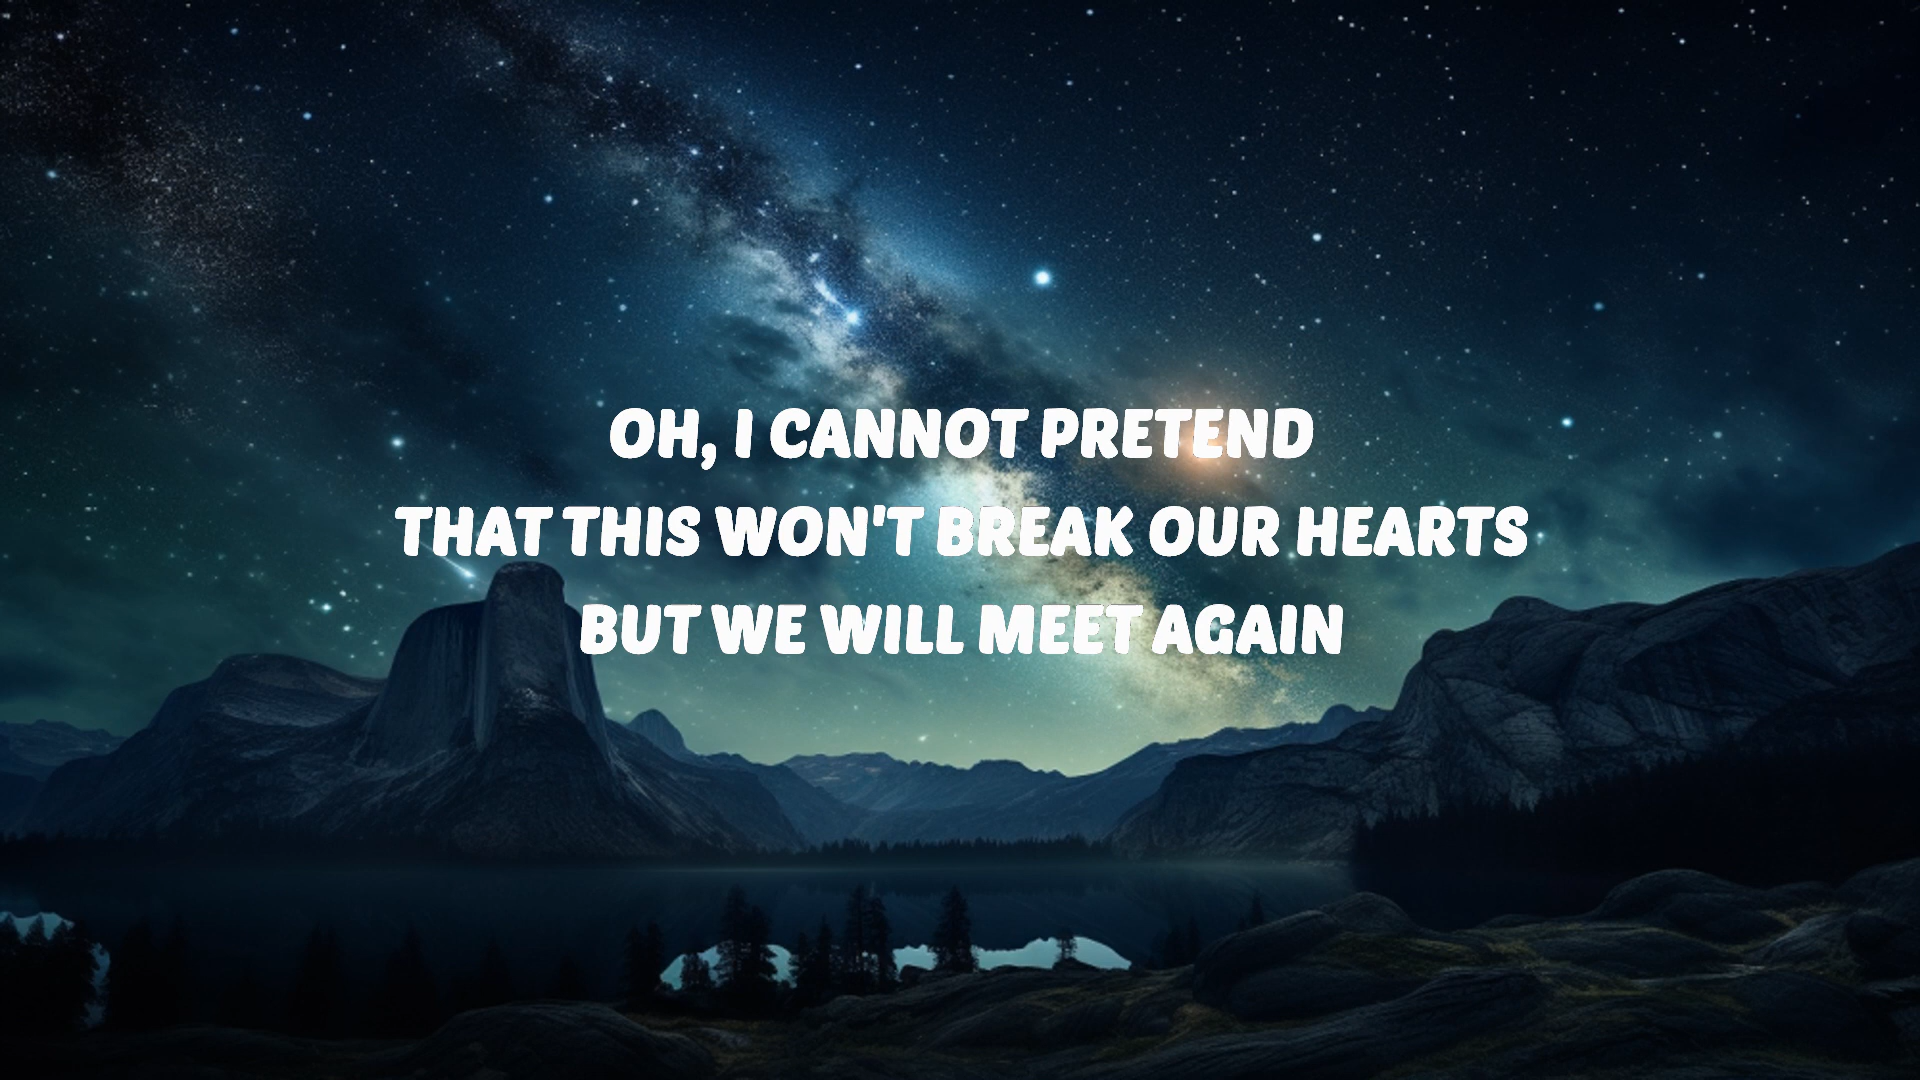 OH, I CANNOT PRETEND
THAT THIS WON'T BREAK OUR HEARTS
BUT WE WILL MEET AGAIN